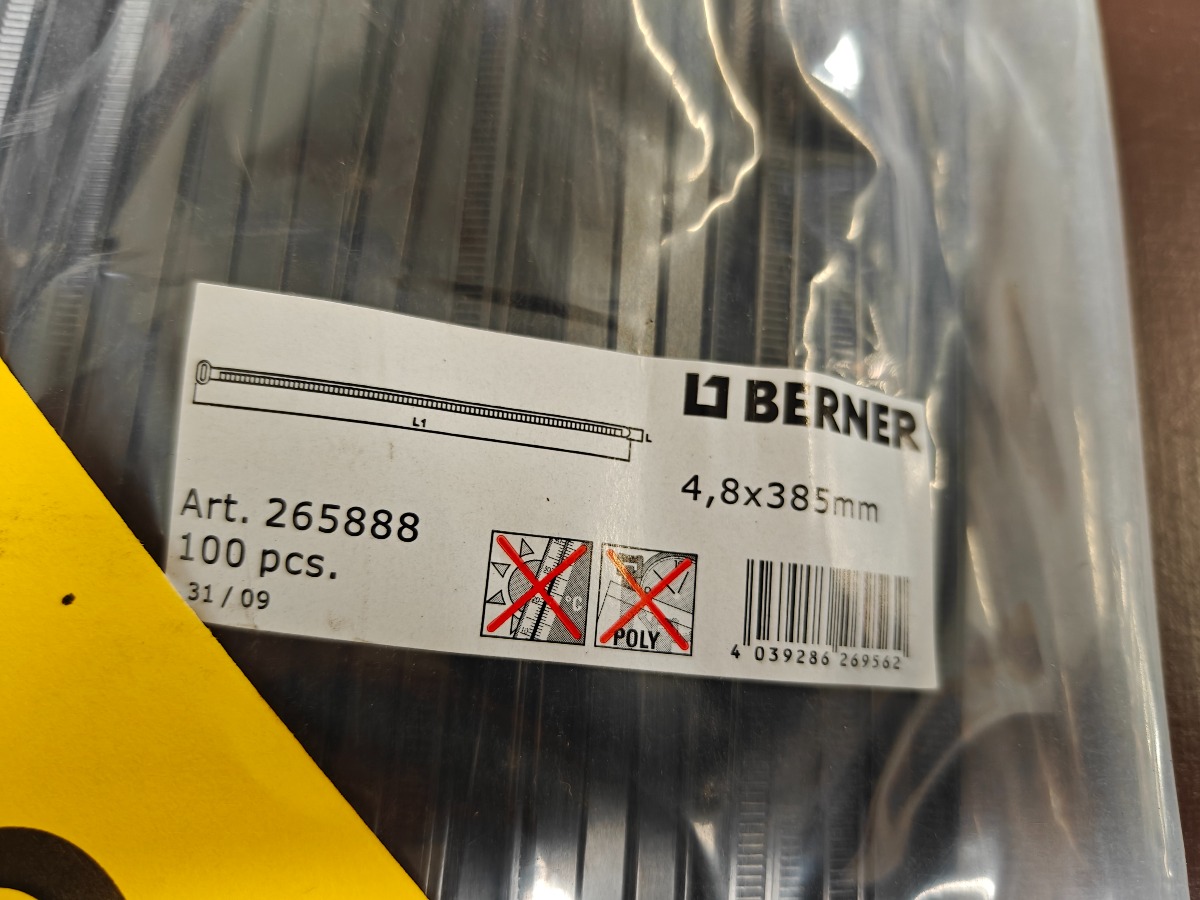 BERNER
L1
L
4,8x385mm
Art. 265888
100 pcs.
31 / 09
°C
POLY
4 039286 269562